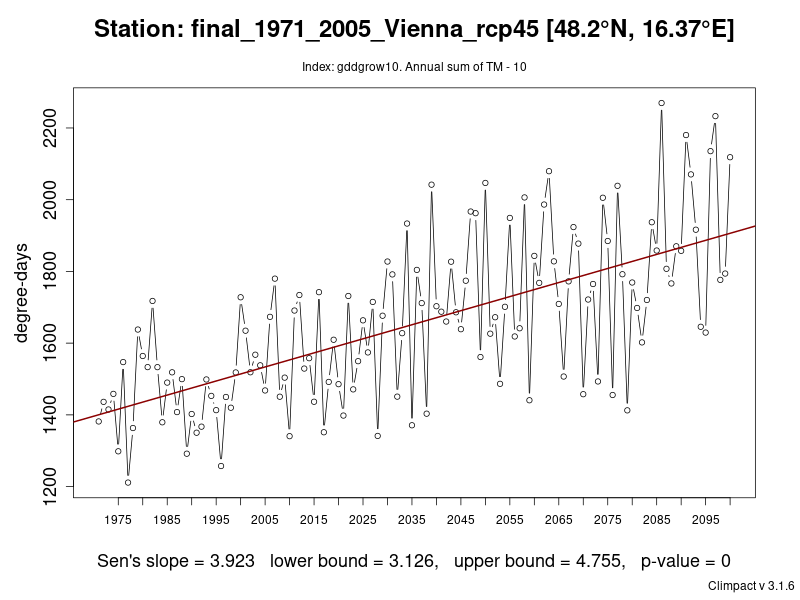 Station: final_1971_2005_Vienna_rcp45 [48.2°N, 16.37°E]
Index: gddgrow10. Annual sum of TM - 10
degree-days
2200
2000
1800
1600
1400
1200
1975 1985 1995 2005 2015 2025 2035 2045 2055 2065 2075 2085 2095
Sen's slope = 3.923 lower bound = 3.126, upper bound = 4.755, p-value = 0
Climpact v 3.1.6